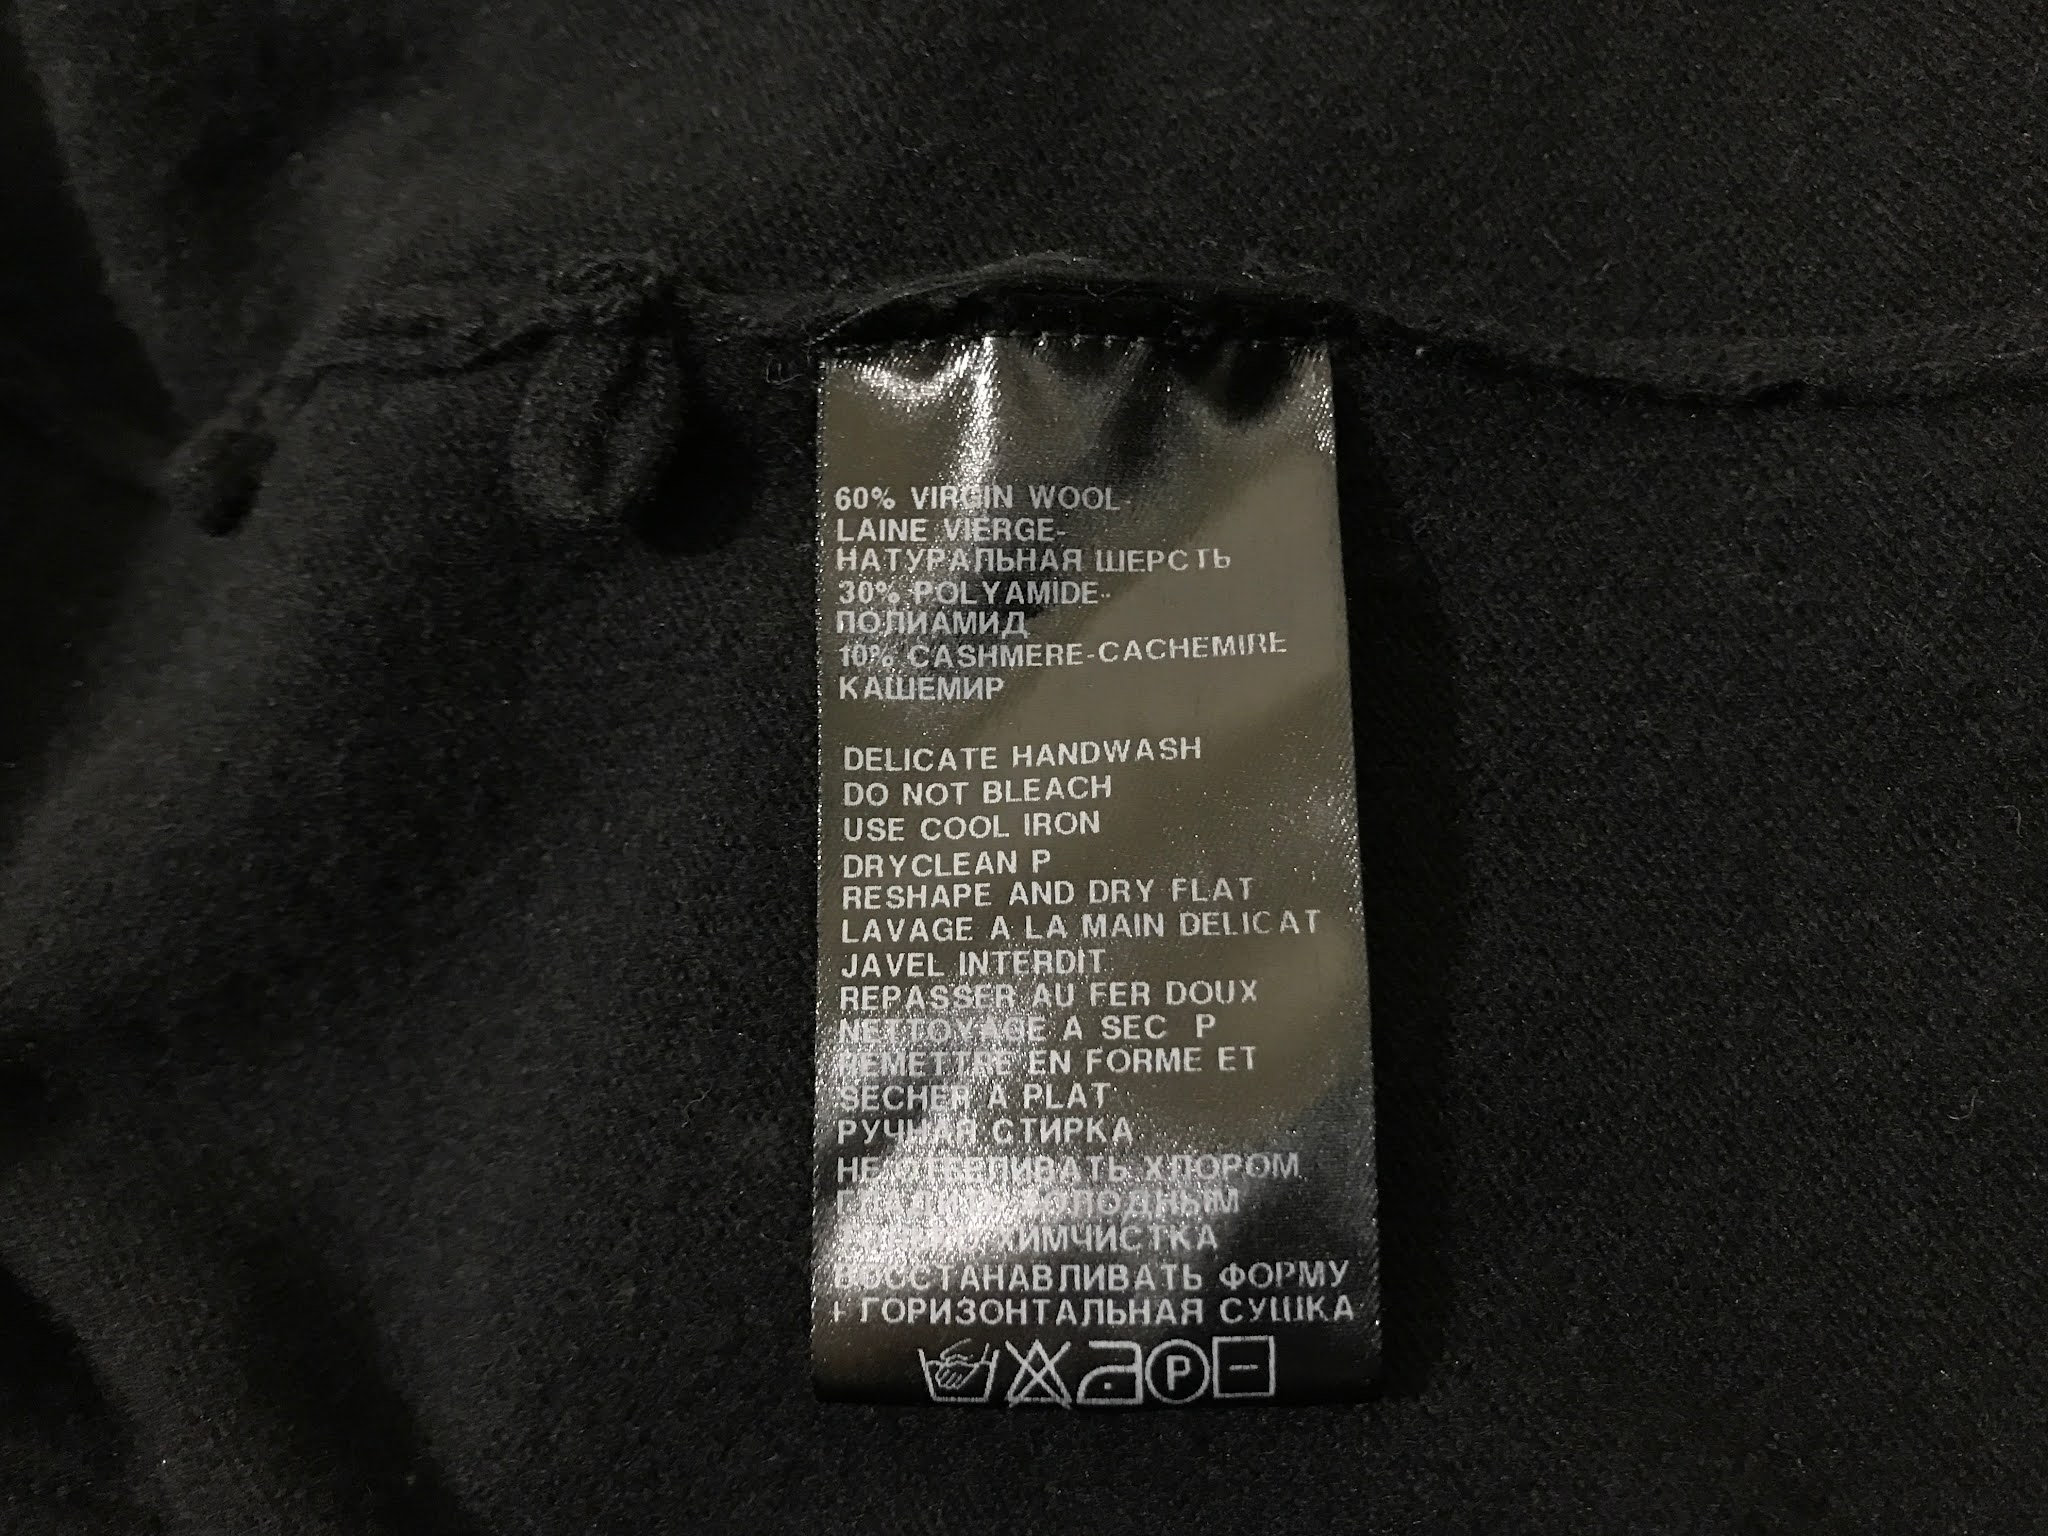 60% VIRGIN WOOL-
LAINE VIERGE-
НАТУРАЛЬНАЯ ШЕРСТЬ
30% POLYAMIDE-
ПОЛИАМИД
10% CASHMERE-CACHEMIRE
КАШЕМИР
DELICATE HANDWASH
DO NOT BLEACH
USE COOL IRON
DRYCLEAN P
RESHAPE AND DRY FLAT
LAVAGE A LA MAIN DELICAT
JAVEL INTERDIT
REPASSER AU FER DOUX
NETTOYAGE A SEC P
REMETTRE EN FORME ET
SECHER A PLAT
РУЧНАЯ СТИРКА
НЕ ОТБЕЛИВАТЬ ХЛОРОМ
ХОЛОДНЫМ
ХИМЧИСТКА
ВОССТАНАВЛИВАТЬ ФОРМУ
+ ГОРИЗОНТАЛЬНАЯ СУШКА
P